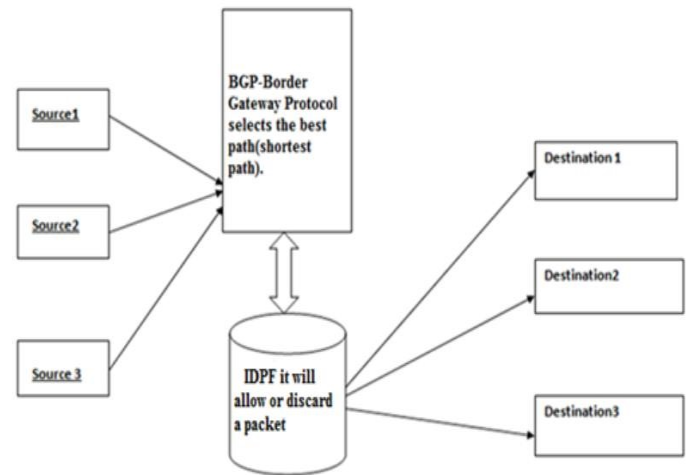 Source1
Source2
Source 3
BGP-Border
Gateway Protocol
selects the best
path(shortest
path).
IDPF it will
allow or discard
a packet
Destination 1
Destination2
Destination3